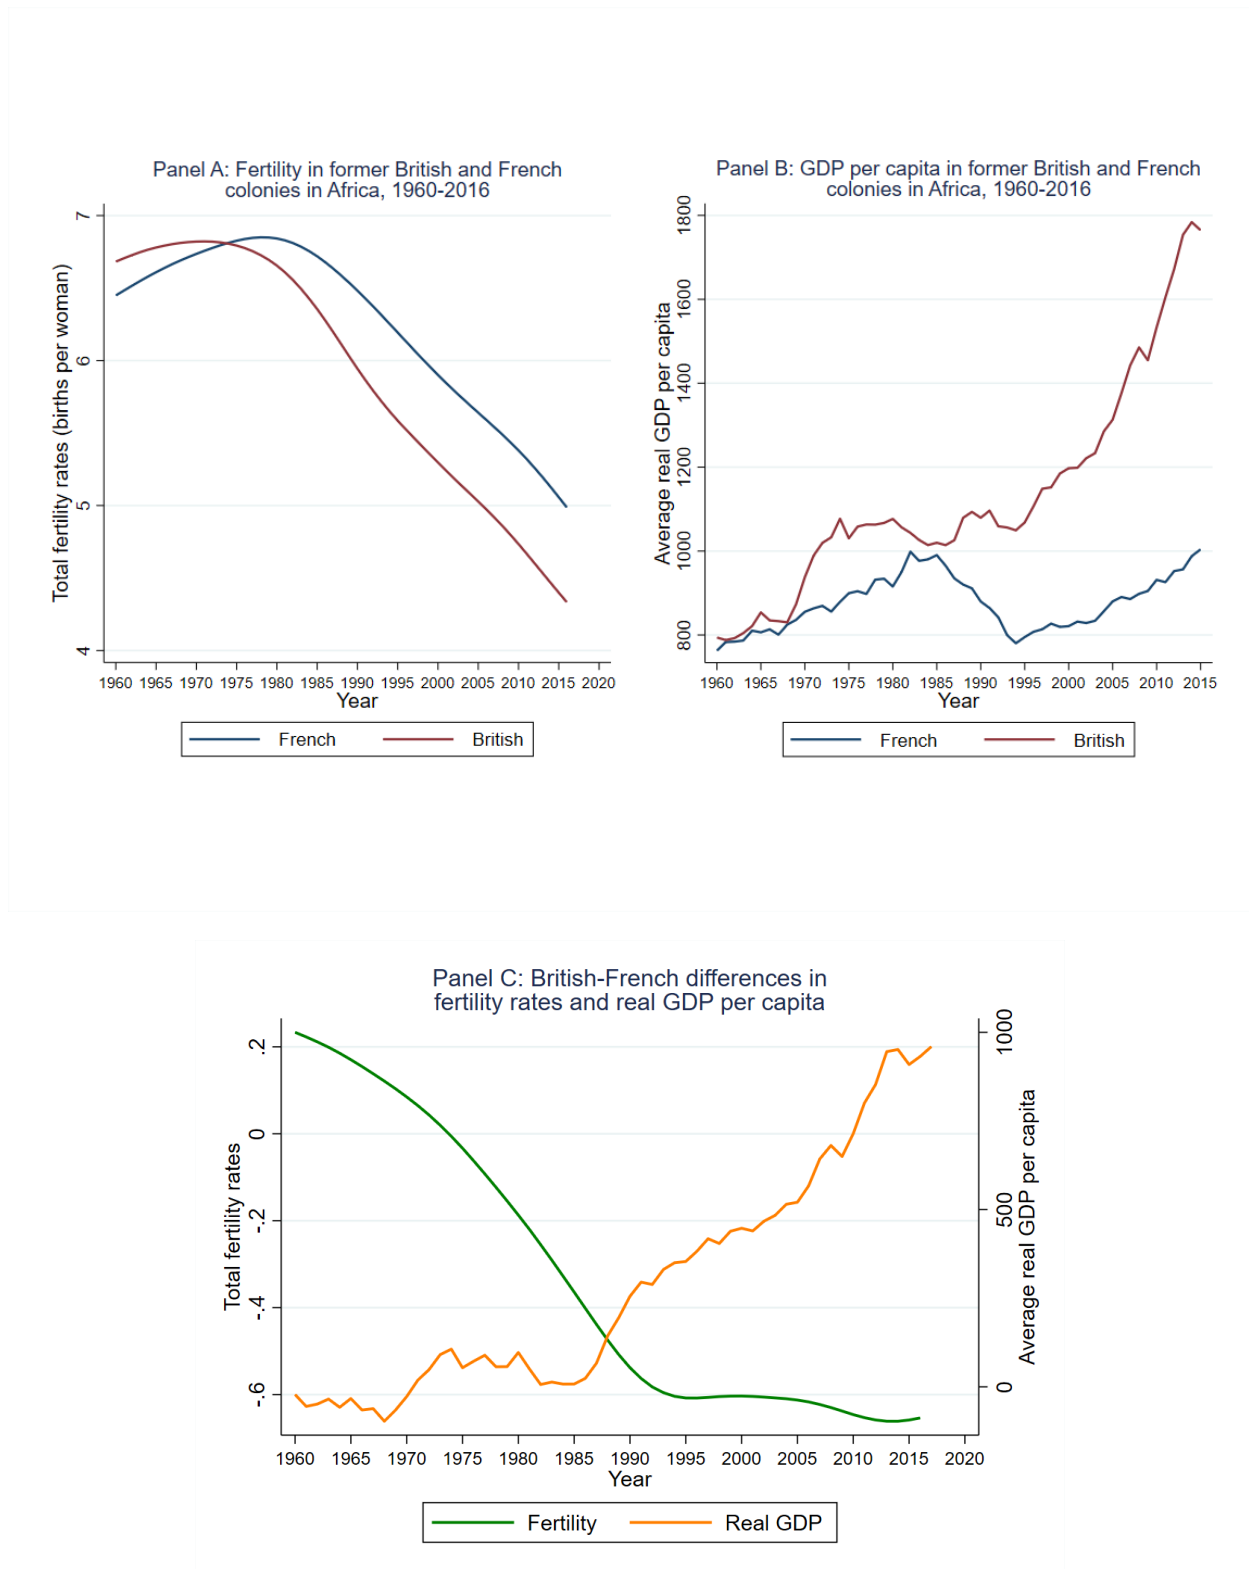 Panel A: Fertility in former British and French
colonies in Africa, 1960-2016
Total fertility rates (births per woman)
7
6
5
4
1960 1965 1970 1975 1980 1985 1990 1995 2000 2005 2010 2015 2020
Year
French British
Panel B: GDP per capita in former British and French
colonies in Africa, 1960-2016
Average real GDP per capita
1800
1600
1400
1200
1000
800
1960 1965 1970 1975 1980 1985 1990 1995 2000 2005 2010 2015
Year
French British
Panel C: British-French differences in
fertility rates and real GDP per capita
Total fertility rates
.2
0
-.2
-.4
-.6
1000
500
0
Average real GDP per capita
1960 1965 1970 1975 1980 1985 1990 1995 2000 2005 2010 2015 2020
Year
Fertility Real GDP